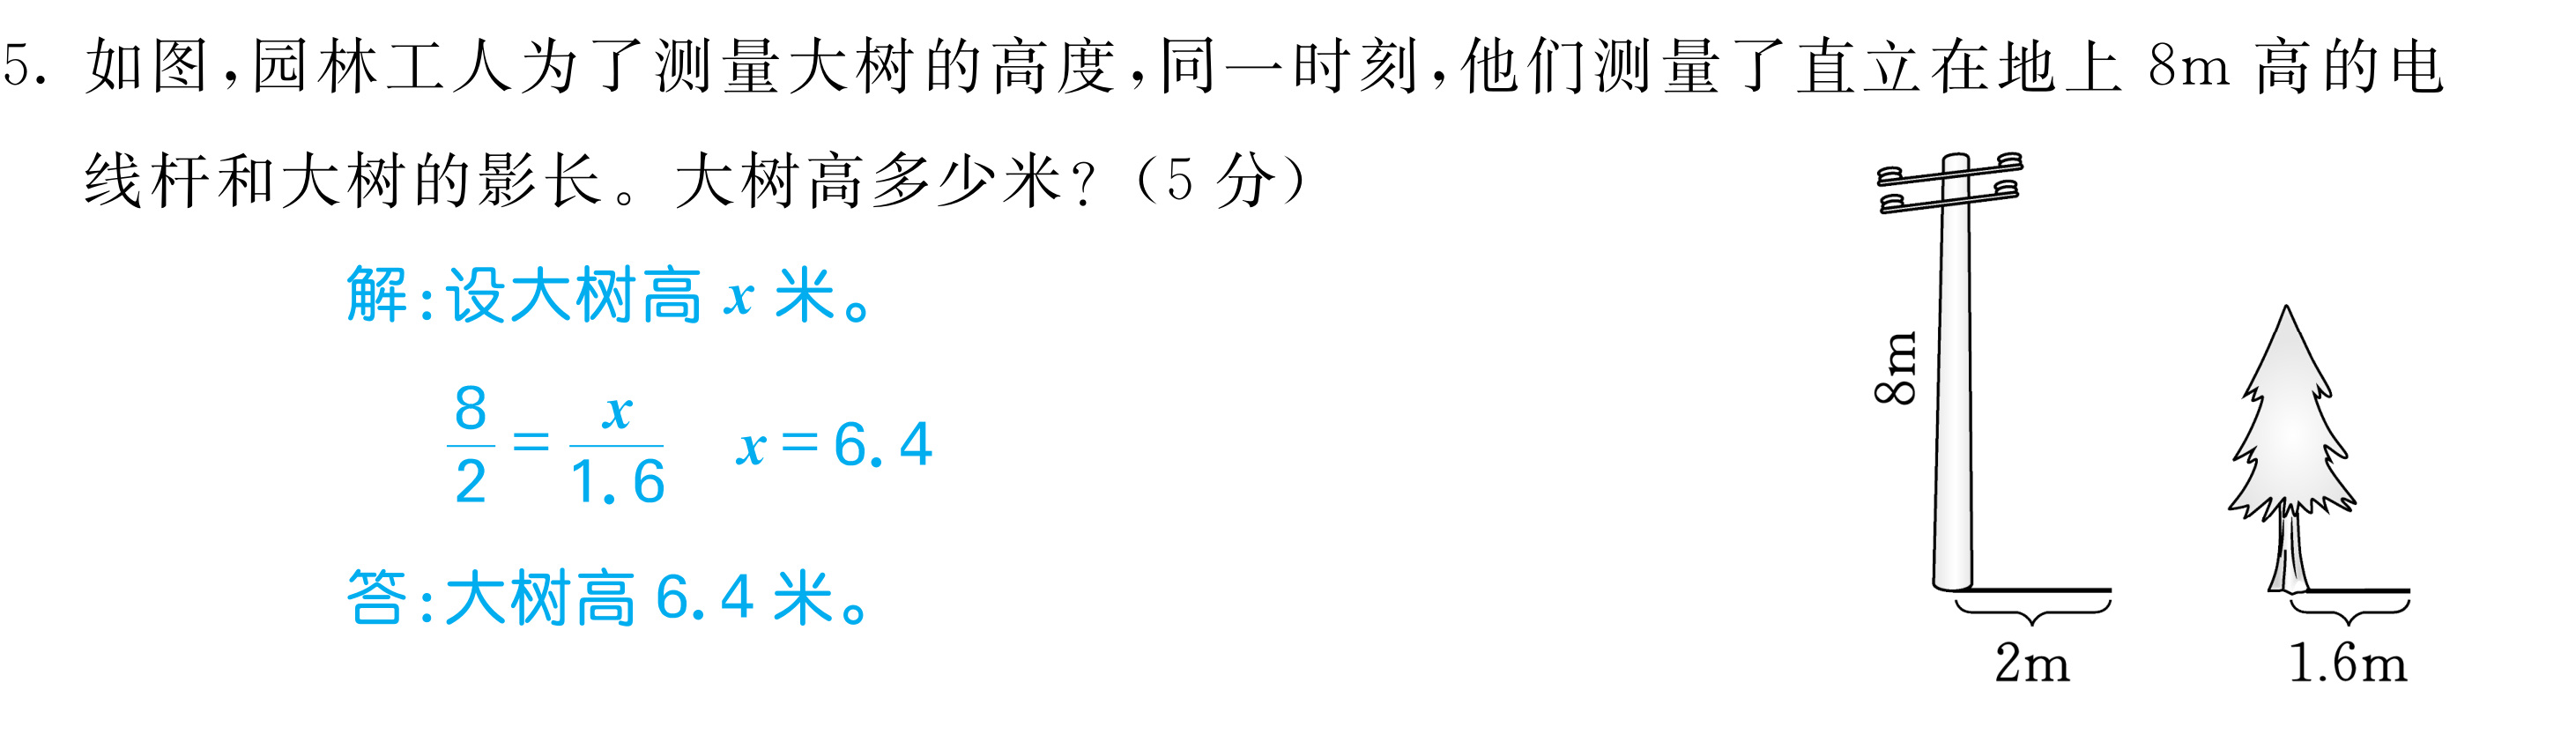 5. 如图,园林工人为了测量大树的高度,同一时刻,他们测量了直立在地上 8m 高的电
线杆和大树的影长。大树高多少米?(5 分)
解:设大树高 x 米。
8/2 = x/1.6 x=6.4
答:大树高 6.4 米。
8m
2m
1.6m